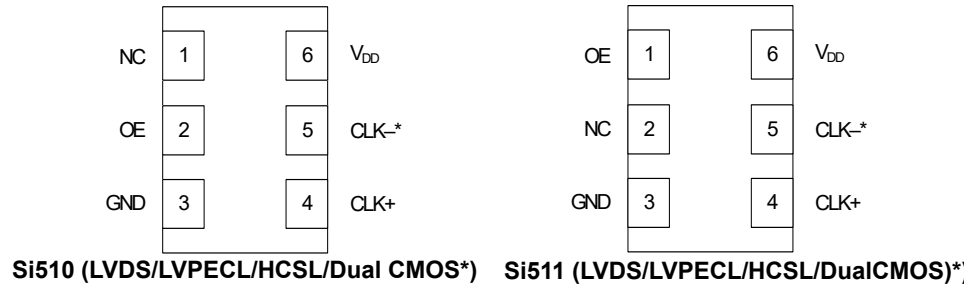 NC 1 6 VDD
OE 2 5 CLK–*
GND 3 4 CLK+
Si510 (LVDS/LVPECL/HCSL/Dual CMOS*)
OE 1 6 VDD
NC 2 5 CLK–*
GND 3 4 CLK+
Si511 (LVDS/LVPECL/HCSL/DualCMOS)*)